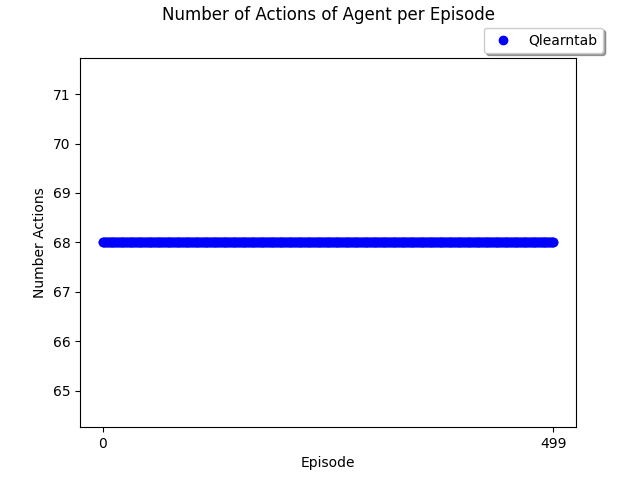 Number of Actions of Agent per Episode
Qlearntab
71
70
69
68
67
66
65
Number Actions
0
499
Episode